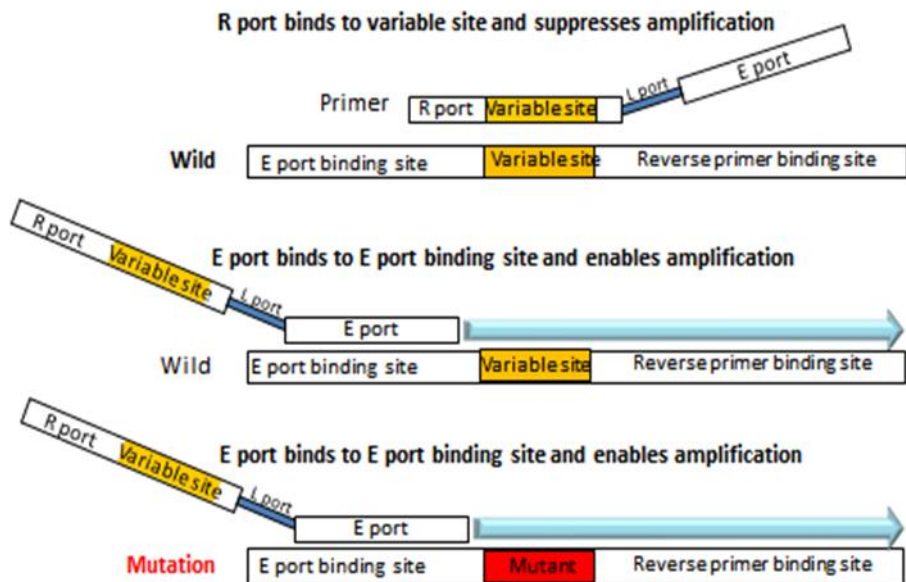 R port binds to variable site and suppresses amplification
E port
L port
Primer
R port Variable site
Wild
E port binding site Variable site Reverse primer binding site
R port Variable site
L port
E port binds to E port binding site and enables amplification
E port
Wild
E port binding site Variable site Reverse primer binding site
R port Variable site
L port
E port binds to E port binding site and enables amplification
E port
Mutation
E port binding site Mutant Reverse primer binding site